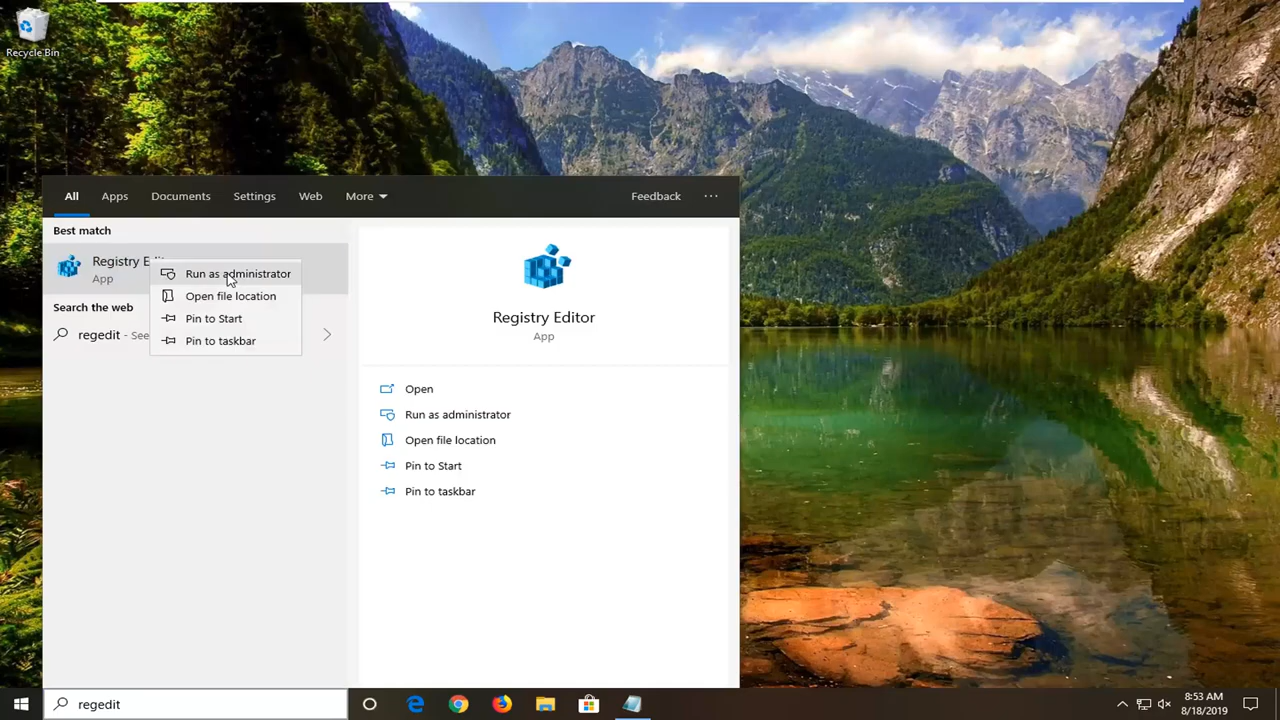 Recycle Bin
All Apps Documents Settings Web More Feedback ...
Best match
Registry
App
Run as administrator
Open file location
Pin to Start
Pin to taskbar
Search the web
regedit - See
Registry Editor
App
Open
Run as administrator
Open file location
Pin to Start
Pin to taskbar
regedit
8:53 AM
8/18/2019